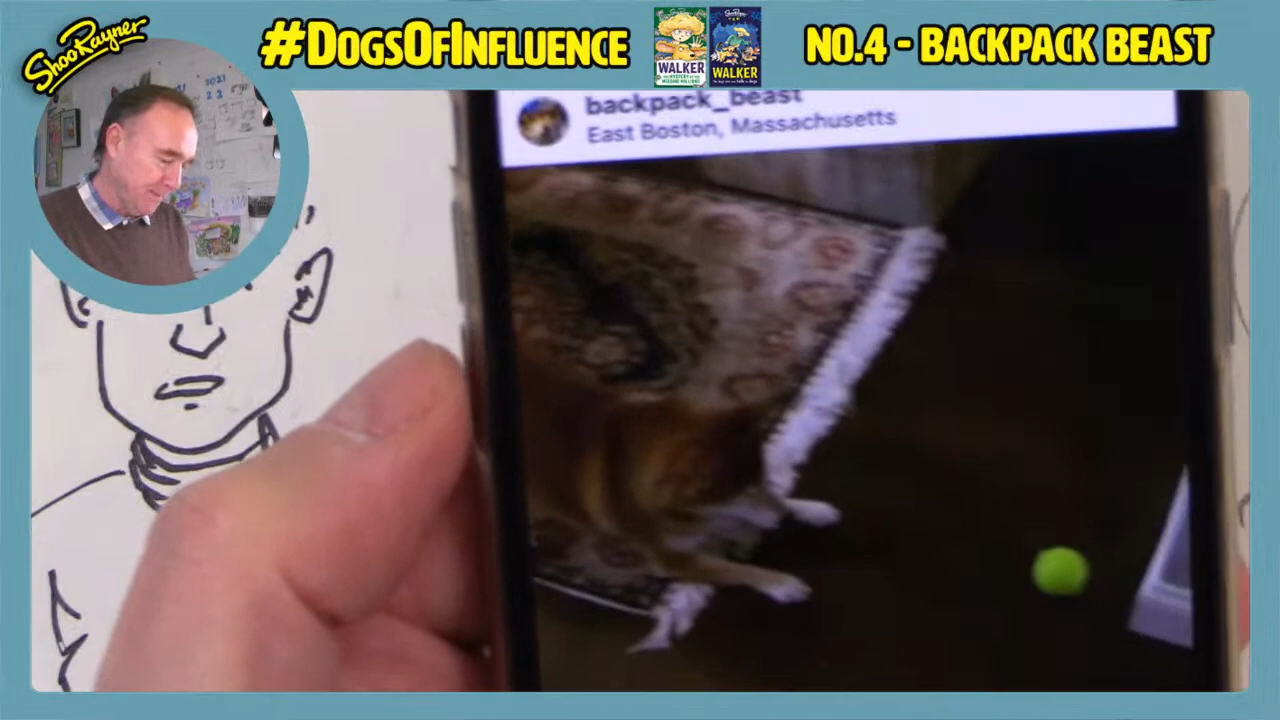 ShooRayner
#DOGSOFINFLUENCE
WALKER
WALKER
NO.4 - BACKPACK BEAST
backpack_beast
East Boston, Massachusetts